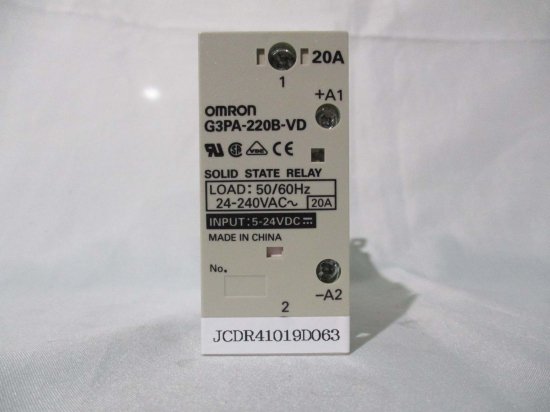 20A
1
+A1
OMRON
G3PA-220B-VD
SOLID STATE RELAY
LOAD: 50/60Hz
24-240VAC~ 20A
INPUT: 5-24VDC⎓
MADE IN CHINA
No.
-A2
2
JCDR41019D063